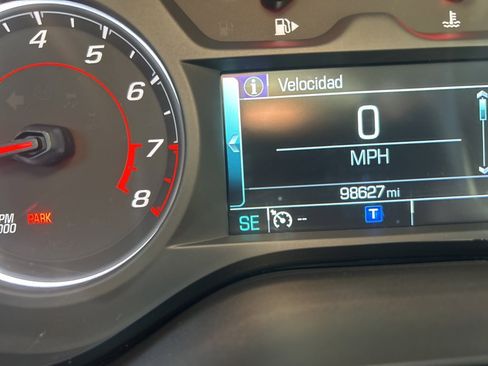 4
5
6
7
8
PM
000
PARK
i
Velocidad
0
MPH
98627 mi
SE
--
T